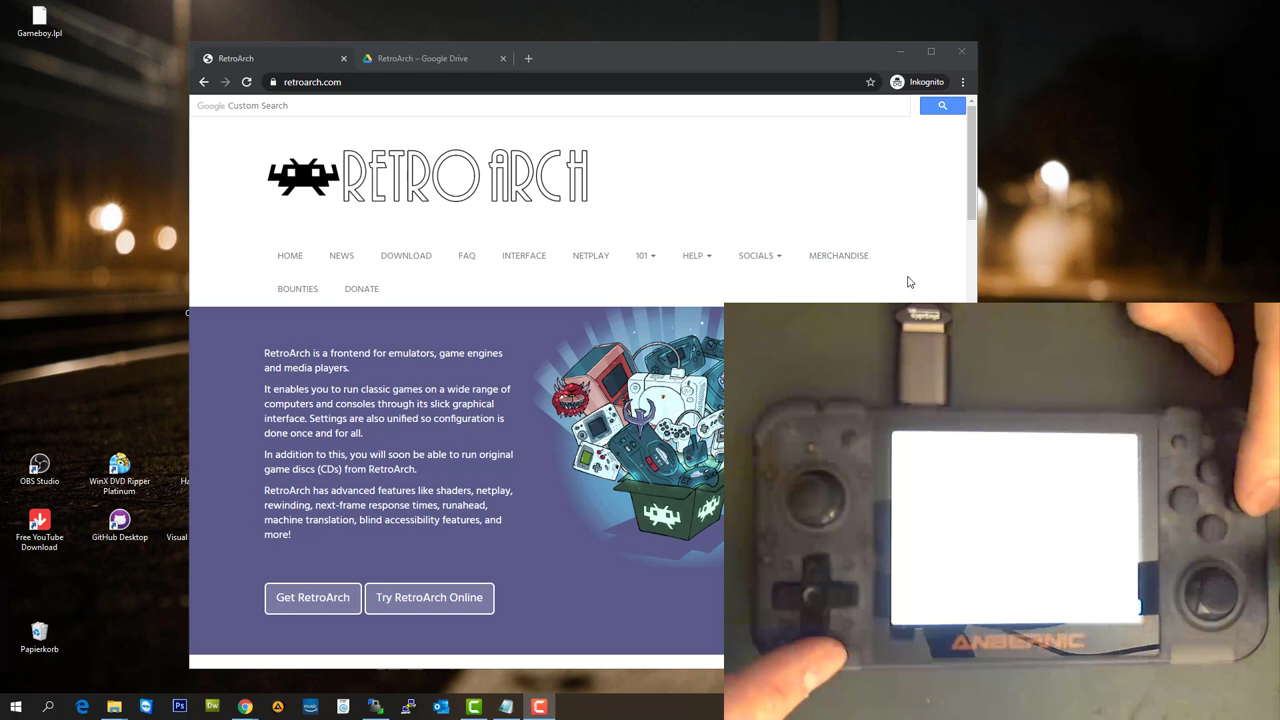 Gameboy.lpl
RetroArch
RetroArch – Google Drive
retroarch.com
Inkognito
Google Custom Search
RETROARCH
HOME
NEWS
DOWNLOAD
FAQ
INTERFACE
NETPLAY
101
HELP
SOCIALS
MERCHANDISE
BOUNTIES
DONATE
RetroArch is a frontend for emulators, game engines
and media players.
It enables you to run classic games on a wide range of
computers and consoles through its slick graphical
interface. Settings are also unified so configuration is
done once and for all.
In addition to this, you will soon be able to run original
game discs (CDs) from RetroArch.
RetroArch has advanced features like shaders, netplay,
rewinding, next-frame response times, runahead,
machine translation, blind accessibility features, and
more!
Get RetroArch
Try RetroArch Online
OBS Studio
WinX DVD Ripper
Platinum
Free YouTube
Download
GitHub Desktop
Visual
Papierkorb
Ps
Dw
ANBERNIC